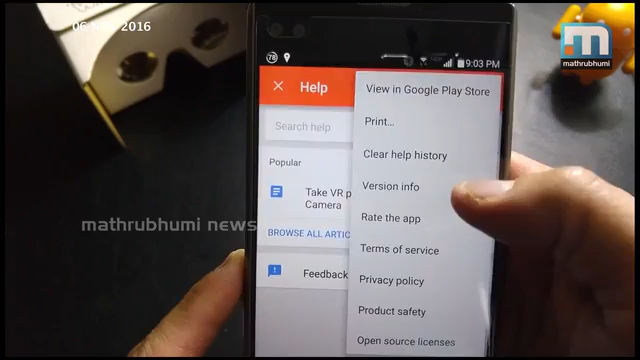 06 Nov 2016
mathrubhumi
78
9:03 PM
Help
View in Google Play Store
Search help
Print...
Clear help history
Popular
Version info
Take VR p
Camera
Rate the app
mathrubhumi news
BROWSE ALL ARTIC
Terms of service
Feedback
Privacy policy
Product safety
Open source licenses